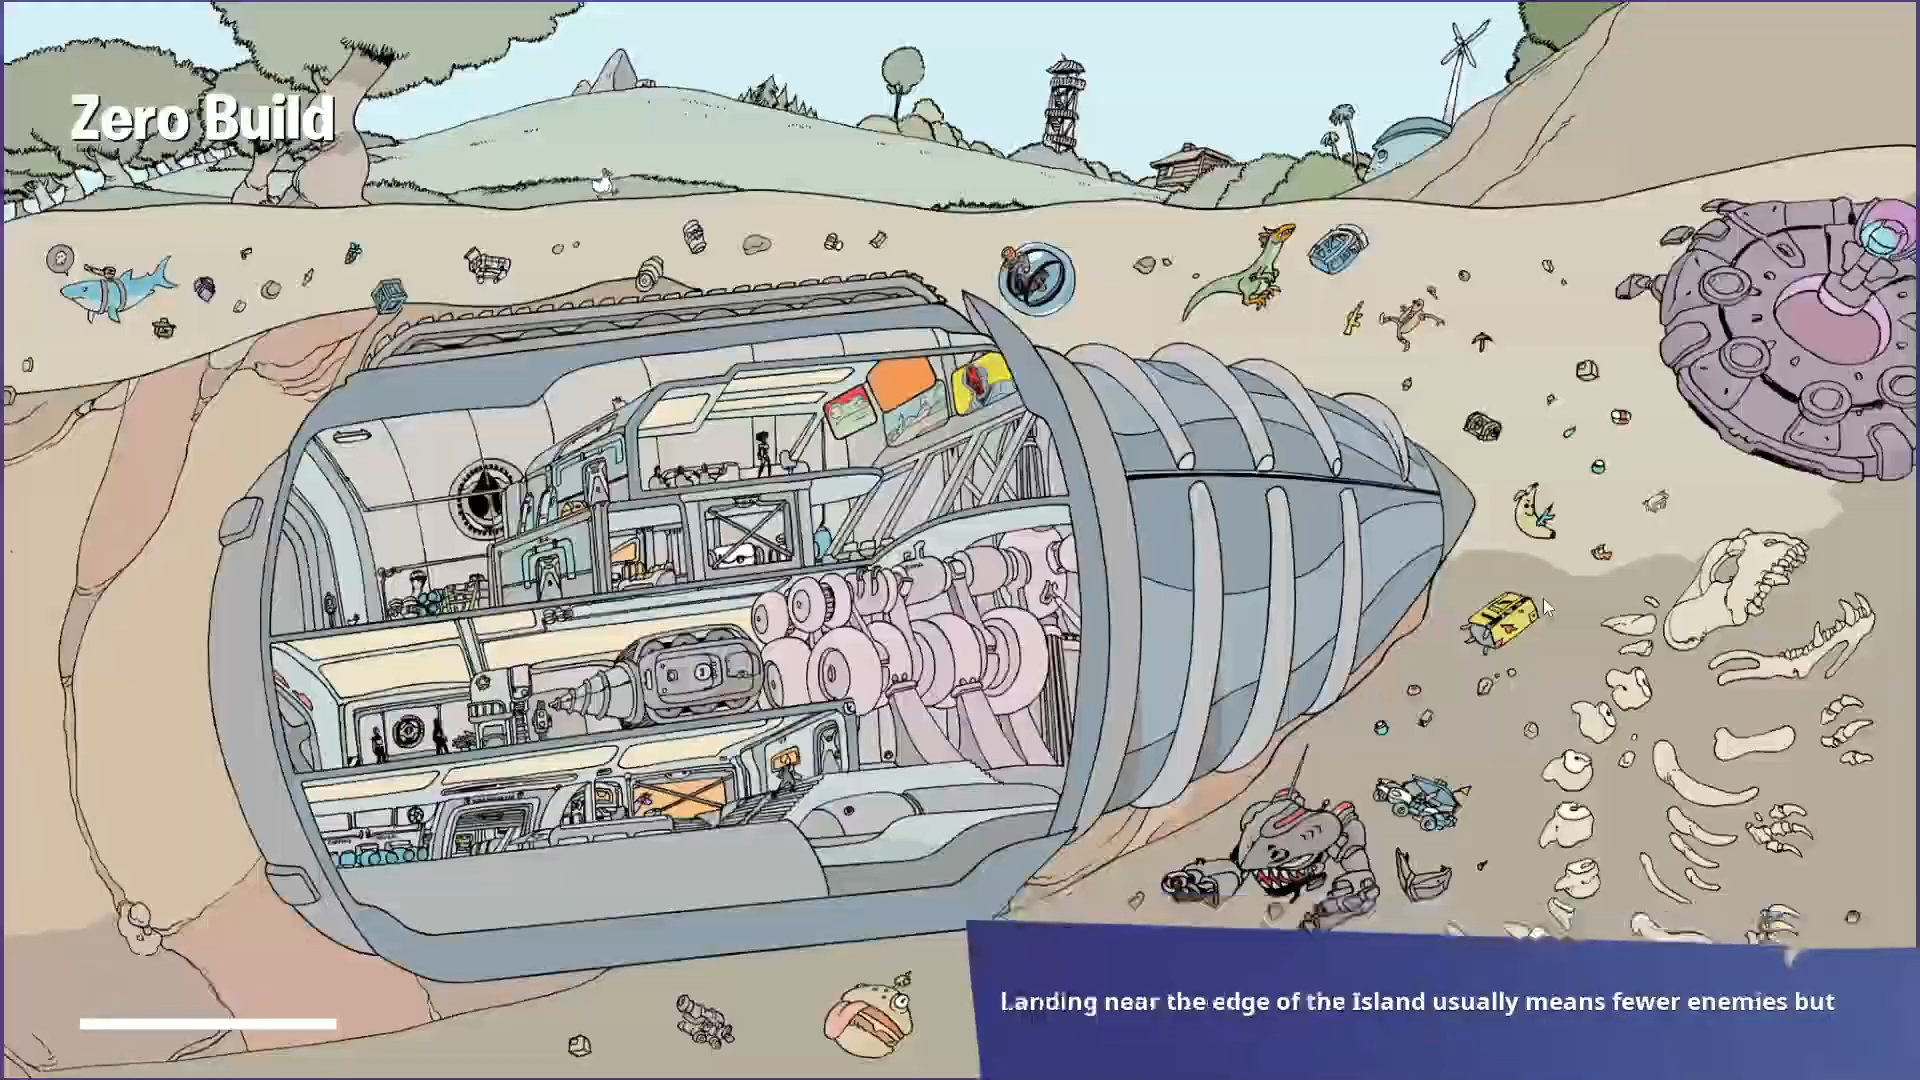 Zero Build
Landing near the edge of the Island usually means fewer enemies but